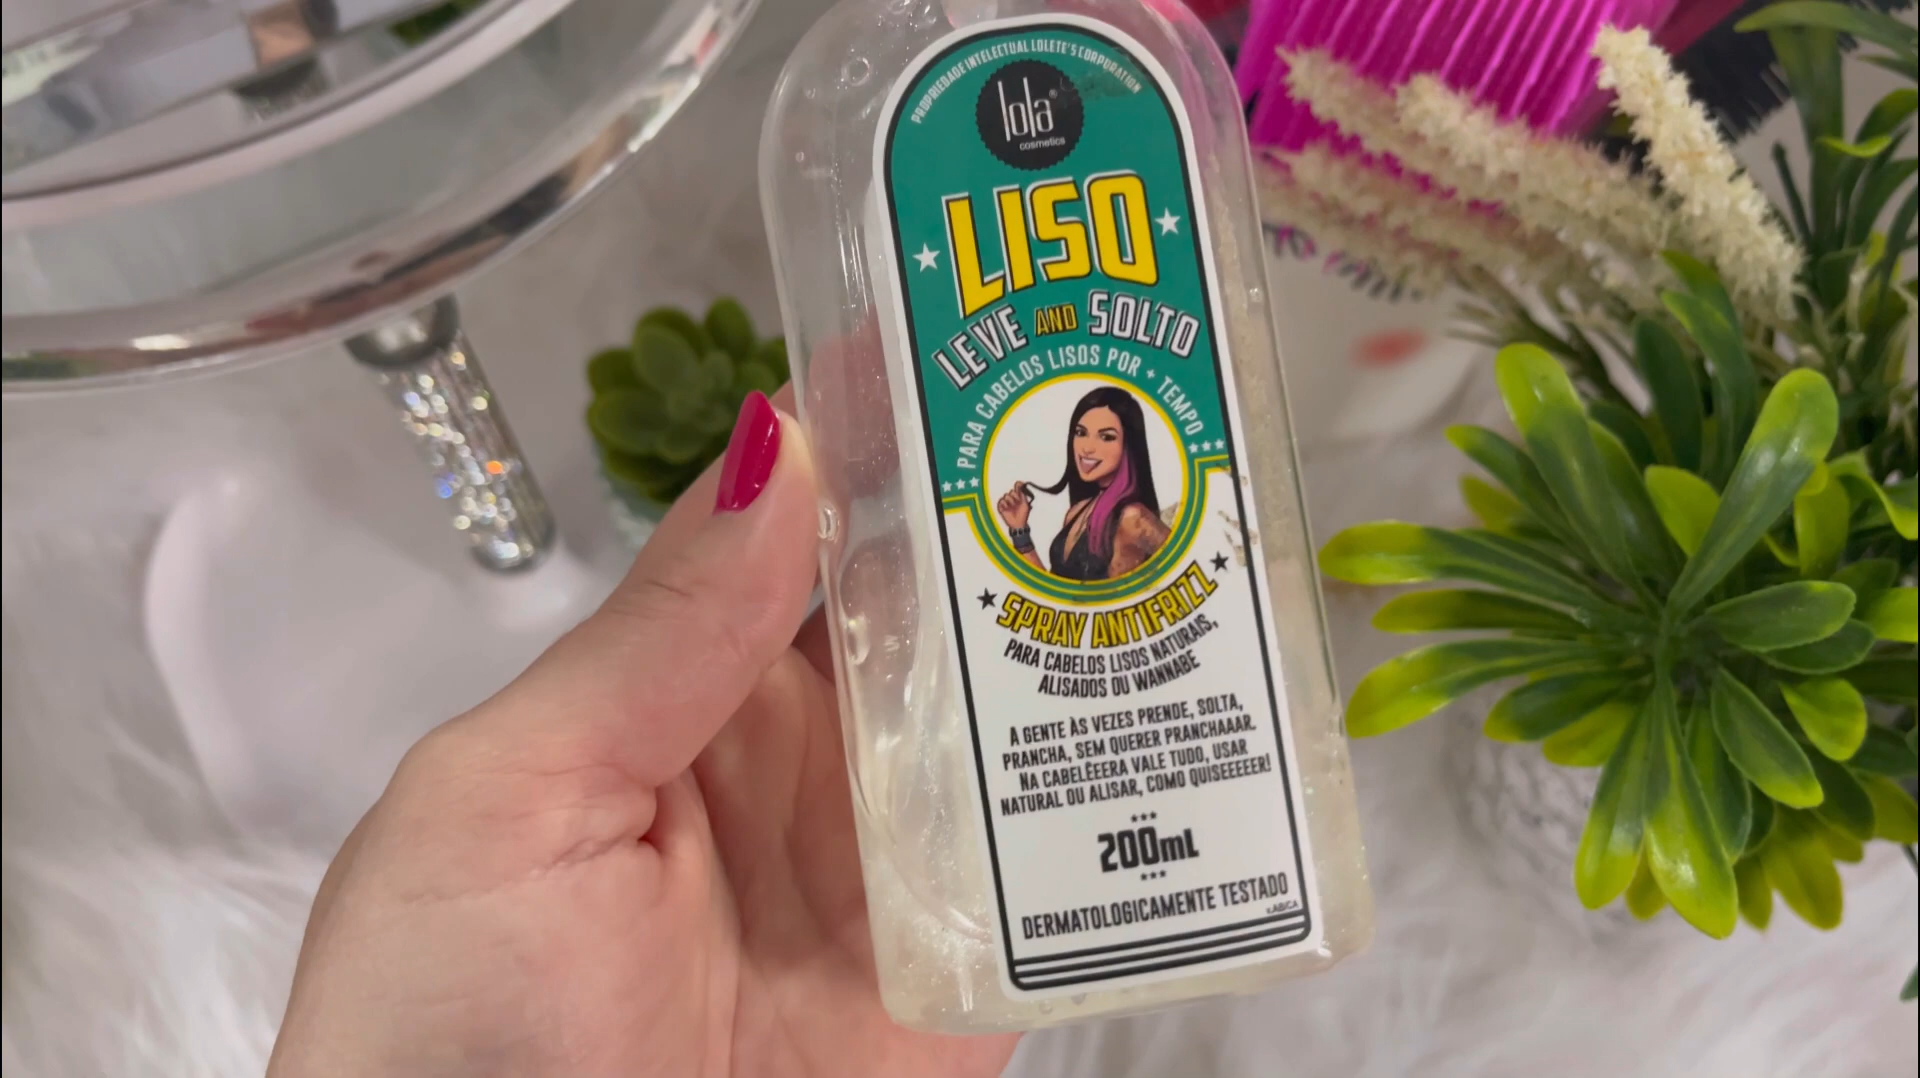 PROPRIEDADE INTELECTUAL LOLETE'S CORPORATION
lola®
cosmetics
LISO
LEVE AND SOLTO
PARA CABELOS LISOS POR + TEMPO
SPRAY ANTIFRIZZ
PARA CABELOS LISOS NATURAIS,
ALISADOS OU WANNABE
A GENTE ÀS VEZES PRENDE, SOLTA,
PRANCHA, SEM QUERER PRANCHAAAR.
NA CABELÊEERA VALE TUDO, USAR
NATURAL OU ALISAR, COMO QUISEEEEER!
200mL
DERMATOLOGICAMENTE TESTADO